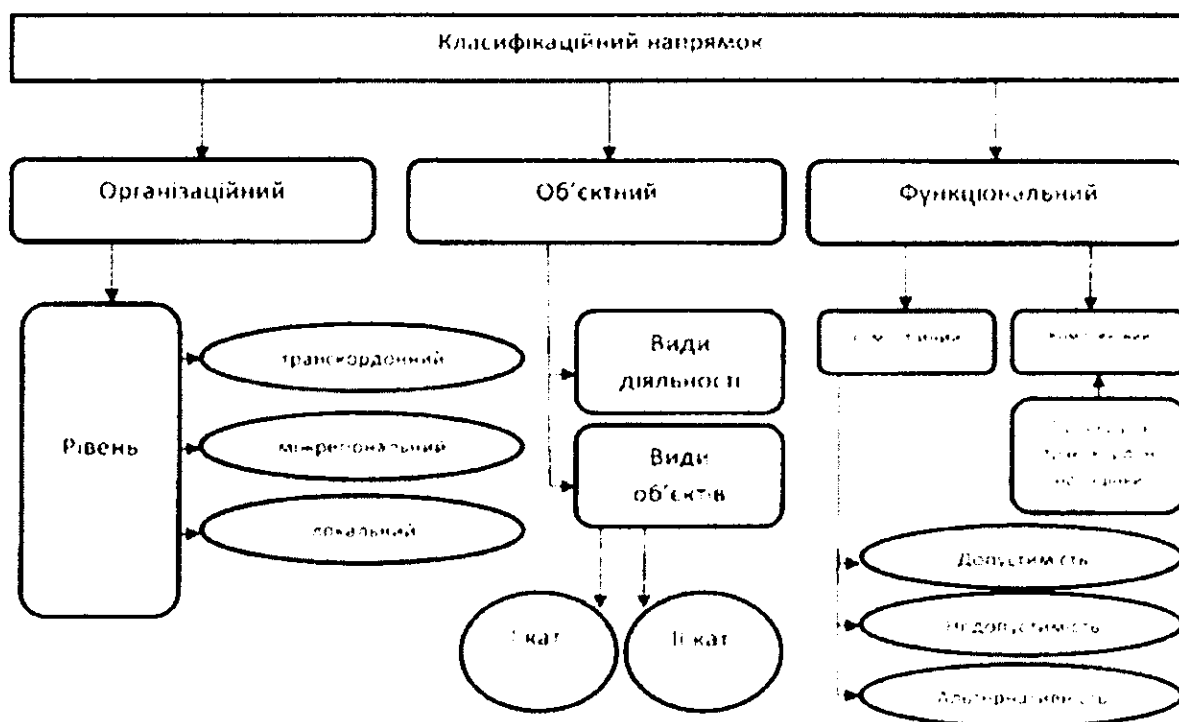 Класифікаційний напрямок
Організаційний
Об'єктний
Функціональний
Рівень
транскордонний
міжрегіональний
локальний
Види
діяльності
Види
об'єктів
І кат
ІІ кат
Допустимість
Недопустимість
Альтернативність